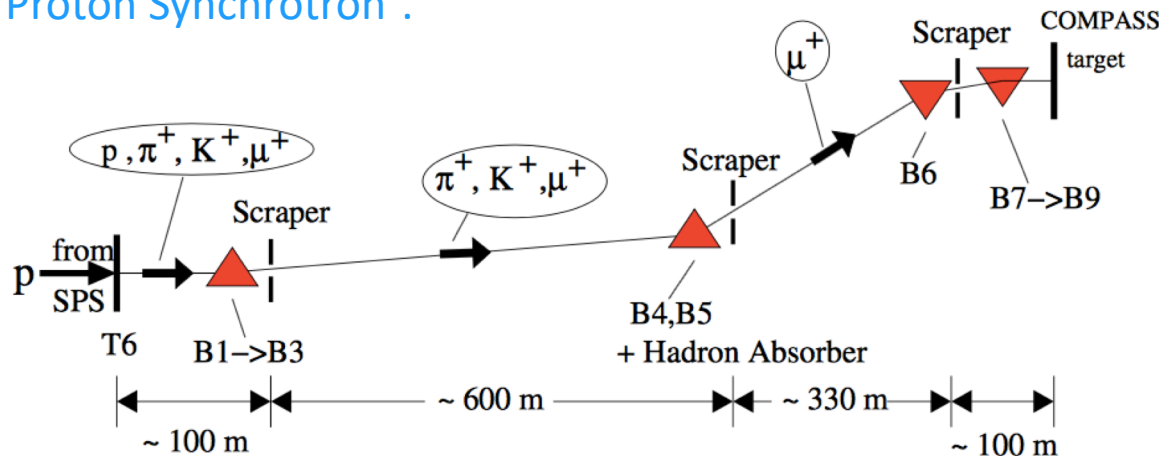 Proton Synchrotron .
COMPASS
target
Scraper
μ+
p ,π+, K+,μ+
Scraper
π+, K+,μ+
B6
B7–>B9
Scraper
from
p
SPS
T6
B1–>B3
B4,B5
+ Hadron Absorber
~ 100 m
~ 600 m
~ 330 m
~ 100 m